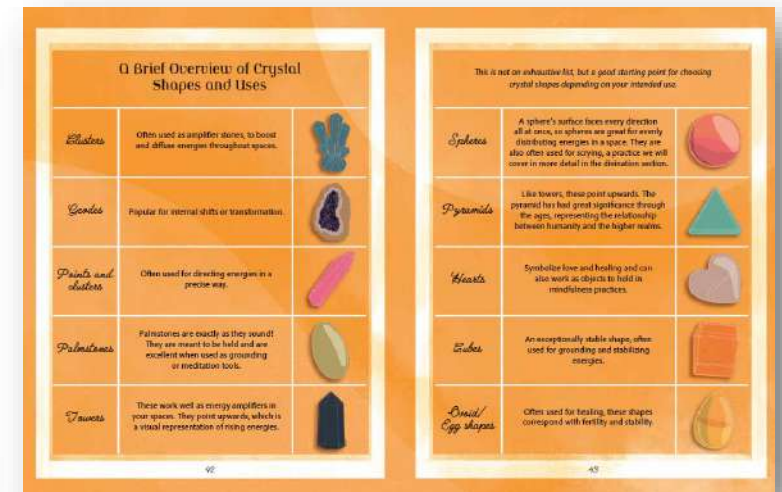 A Brief Overview of Crystal
Shapes and Uses
Clusters
Often used as amplifier stones, to boost
and diffuse energies throughout spaces.
Geodes
Popular for internal shifts or transformation.
Points and
clusters
Often used for directing energies in a
precise way.
Palmstones
Palmstones are exactly as they sound!
They are meant to be held and are
excellent when used as grounding
or meditation tools.
Towers
These work well as energy amplifiers in
your spaces. They point upwards, which is
a visual representation of rising energies.
42
This is not an exhaustive list, but a good starting point for choosing
crystal shapes depending on your intended use.
Spheres
A sphere's surface faces every direction
all at once, so spheres are great for evenly
distributing energies in a space. They are
also often used for scrying, a practice we will
cover in more detail in the divination section.
Pyramids
Like towers, these point upwards. The
pyramid has had great significance through
the ages, representing the relationship
between humanity and the higher realms.
Hearts
Symbolize love and healing and can
also work as objects to hold in
mindfulness practices.
Cubes
An exceptionally stable shape, often
used for grounding and stabilizing
energies.
Ovoid/
Egg shapes
Often used for healing, these shapes
correspond with fertility and stability.
43